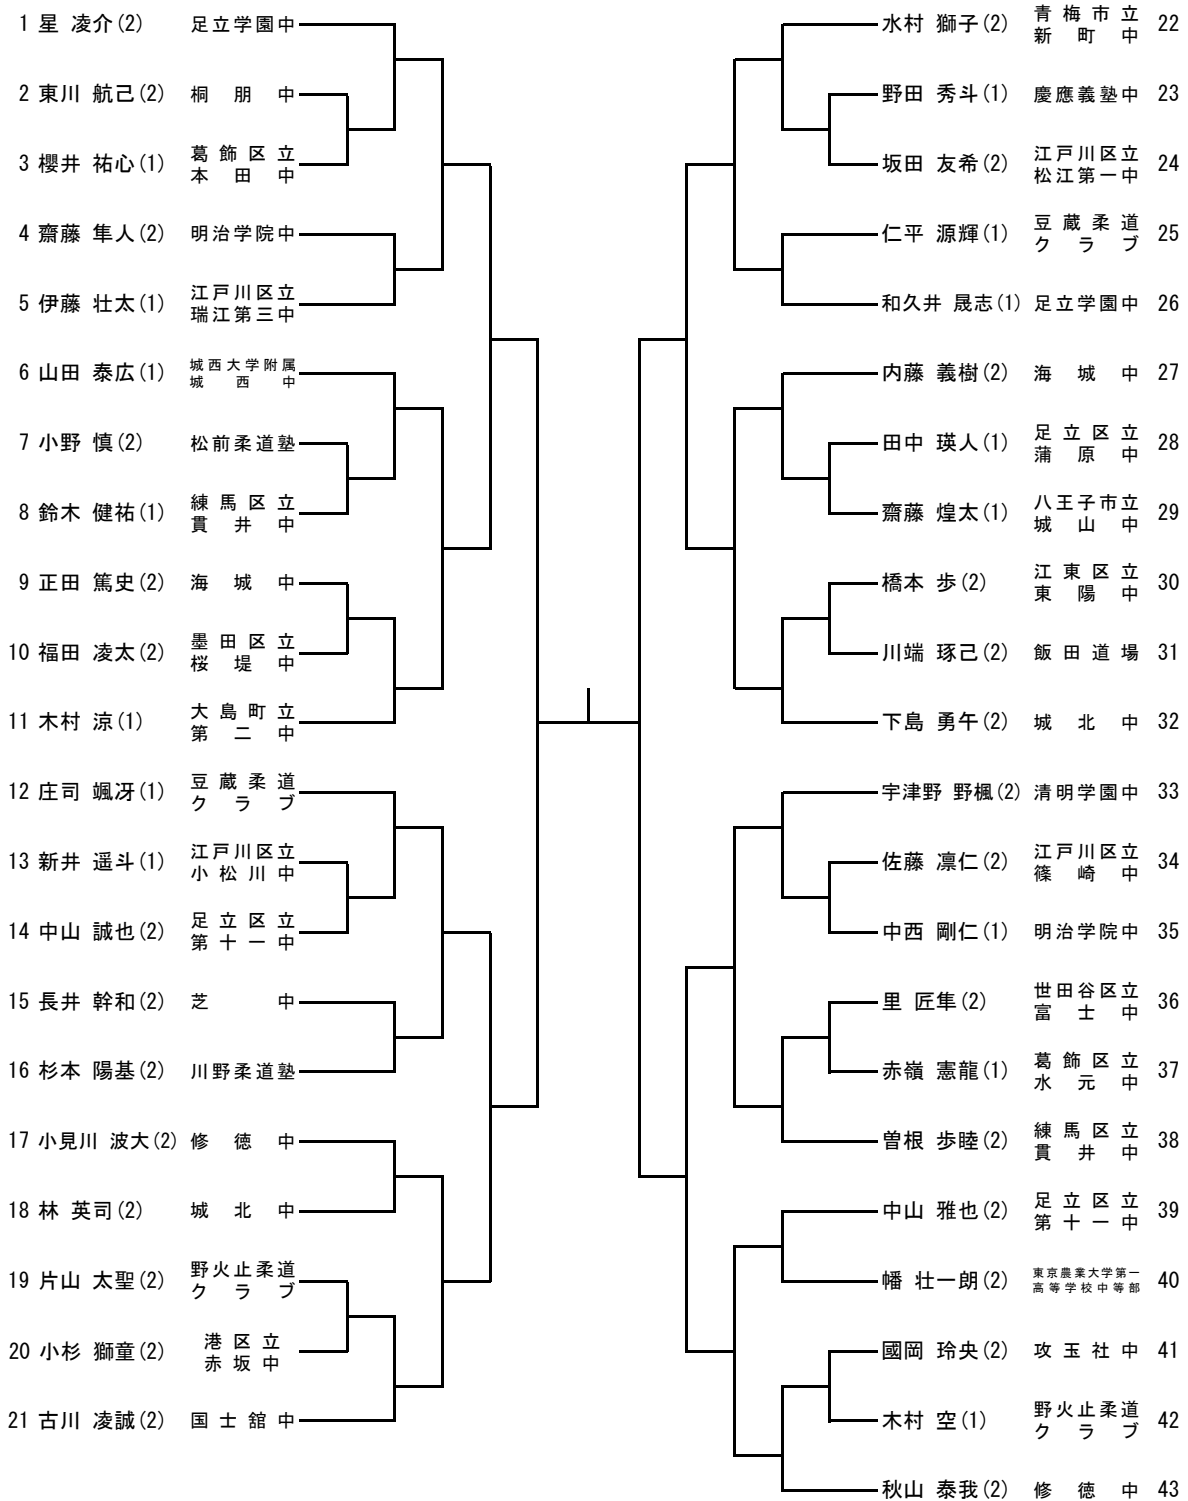 1 星 凌介(2) 足立学園中
2 東川 航己(2) 桐朋中
3 櫻井 祐心(1) 葛飾区立
本田中
4 齋藤 隼人(2) 明治学院中
5 伊藤 壮太(1) 江戸川区立
瑞江第三中
6 山田 泰広(1) 城西大学附属
城西中
7 小野 慎(2) 松前柔道塾
8 鈴木 健祐(1) 練馬区立
貫井中
9 正田 篤史(2) 海城中
10 福田 凌太(2) 墨田区立
桜堤中
11 木村 涼(1) 大島町立
第二中
12 庄司 颯冴(1) 豆蔵柔道
クラブ
13 新井 遥斗(1) 江戸川区立
小松川中
14 中山 誠也(2) 足立区立
第十一中
15 長井 幹和(2) 芝中
16 杉本 陽基(2) 川野柔道塾
17 小見川 波大(2) 修徳中
18 林 英司(2) 城北中
19 片山 太聖(2) 野火止柔道
クラブ
20 小杉 獅童(2) 港区立
赤坂中
21 古川 凌誠(2) 国士舘中
水村 獅子(2) 青梅市立
新町中 22
野田 秀斗(1) 慶應義塾中 23
坂田 友希(2) 江戸川区立
松江第一中 24
仁平 源輝(1) 豆蔵柔道
クラブ 25
和久井 晟志(1) 足立学園中 26
内藤 義樹(2) 海城中 27
田中 瑛人(1) 足立区立
蒲原中 28
齋藤 煌太(1) 八王子市立
城山中 29
橋本 歩(2) 江東区立
東陽中 30
川端 琢己(2) 飯田道場 31
下島 勇午(2) 城北中 32
宇津野 野楓(2) 清明学園中 33
佐藤 凛仁(2) 江戸川区立
篠崎中 34
中西 剛仁(1) 明治学院中 35
里 匠隼(2) 世田谷区立
富士中 36
赤嶺 憲龍(1) 葛飾区立
水元中 37
曽根 歩睦(2) 練馬区立
貫井中 38
中山 雅也(2) 足立区立
第十一中 39
幡 壮一朗(2) 東京農業大学第一
高等学校中等部 40
國岡 玲央(2) 攻玉社中 41
木村 空(1) 野火止柔道
クラブ 42
秋山 泰我(2) 修徳中 43